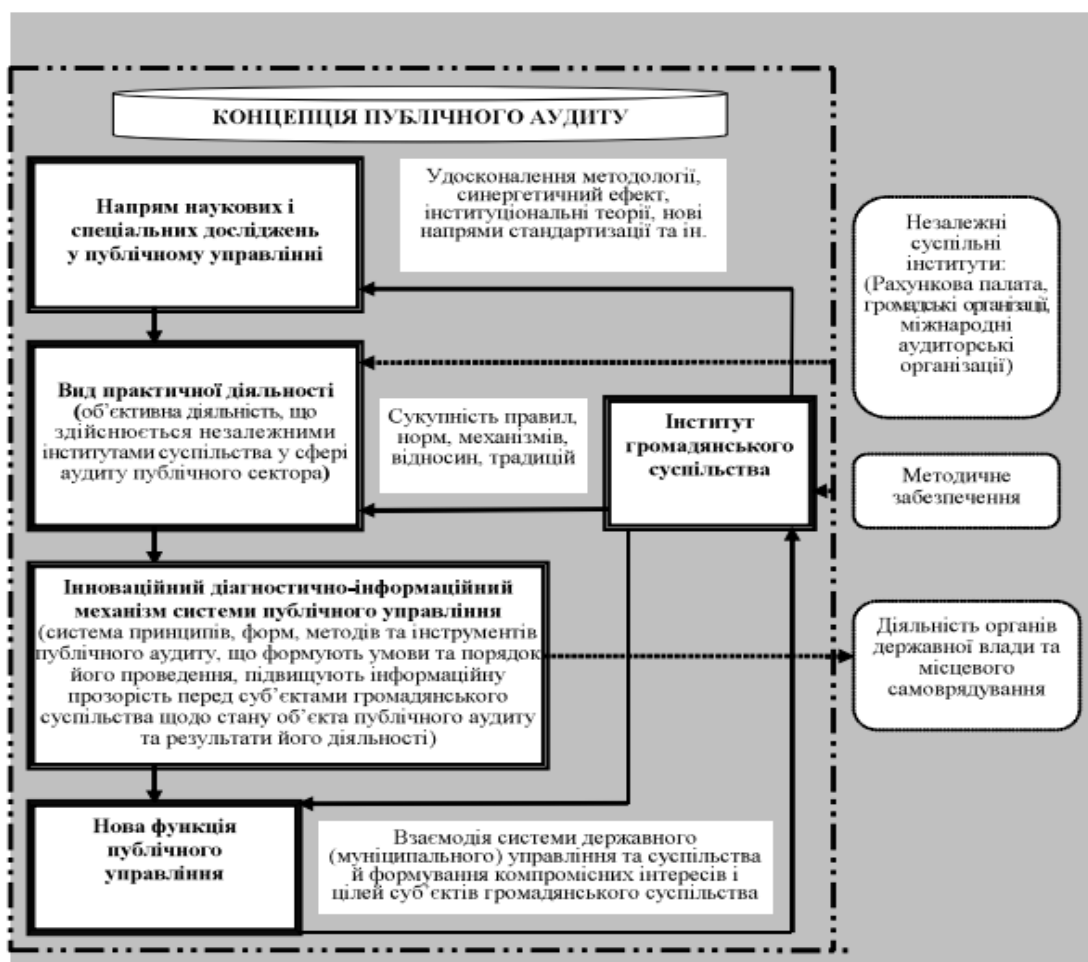 КОНЦЕПЦІЯ ПУБЛІЧНОГО АУДИТУ
Напрям наукових і
спеціальних досліджень
у публічному управлінні
Удосконалення методології,
синергетичний ефект,
інституціональні теорії, нові
напрями стандартизації та ін.
Незалежні
суспільні
інститути:
(Рахункова палата,
громадські організації,
міжнародні
аудиторські
організації)
Вид практичної діяльності
(об’єктивна діяльність, що
здійснюється незалежними
інститутами суспільства у сфері
аудиту публічного сектора)
Сукупність правил,
норм, механізмів,
відносин, традицій
Інститут
громадянського
суспільства
Методичне
забезпечення
Інноваційний діагностично-інформаційний
механізм системи публічного управління
(система принципів, форм, методів та інструментів
публічного аудиту, що формують умови та порядок
його проведення, підвищують інформаційну
прозорість перед суб’єктами громадянського
суспільства щодо стану об’єкта публічного аудиту
та результати його діяльності)
Діяльність органів
державної влади та
місцевого
самоврядування
Нова функція
публічного
управління
Взаємодія системи державного
(муніципального) управління та суспільства
й формування компромісних інтересів і
цілей суб’єктів громадянського суспільства